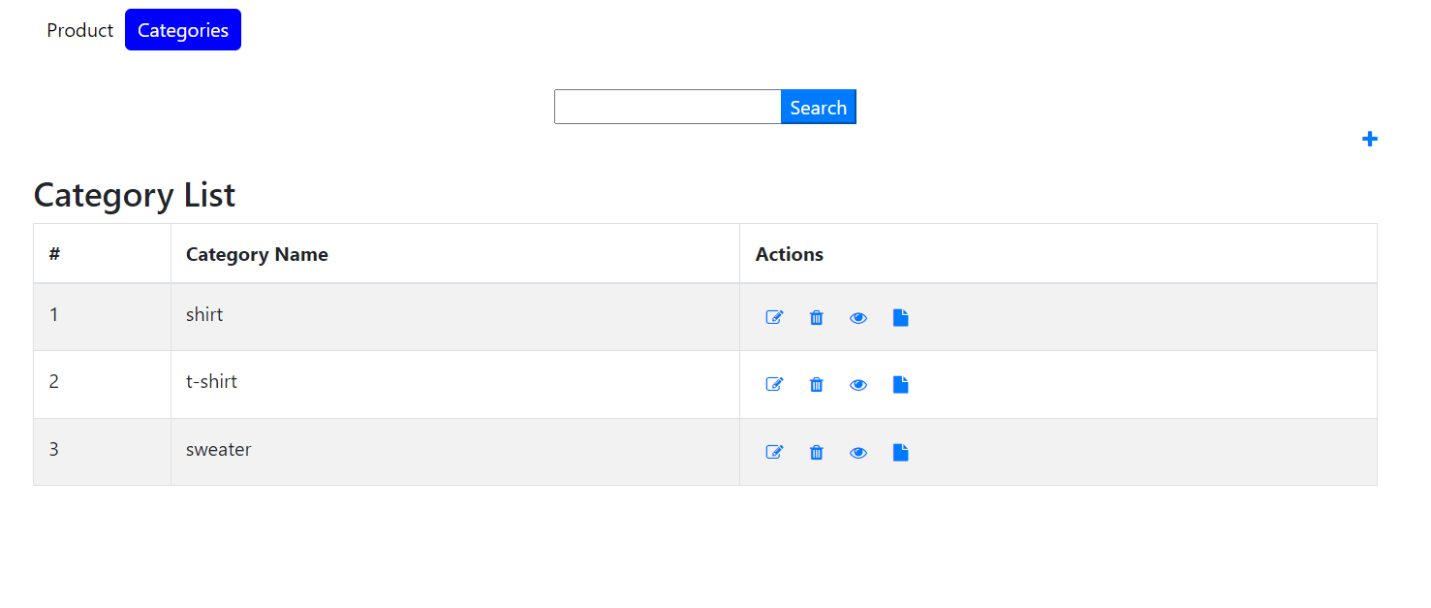 Product Categories
Search
Category List
# Category Name Actions
1 shirt
2 t-shirt
3 sweater